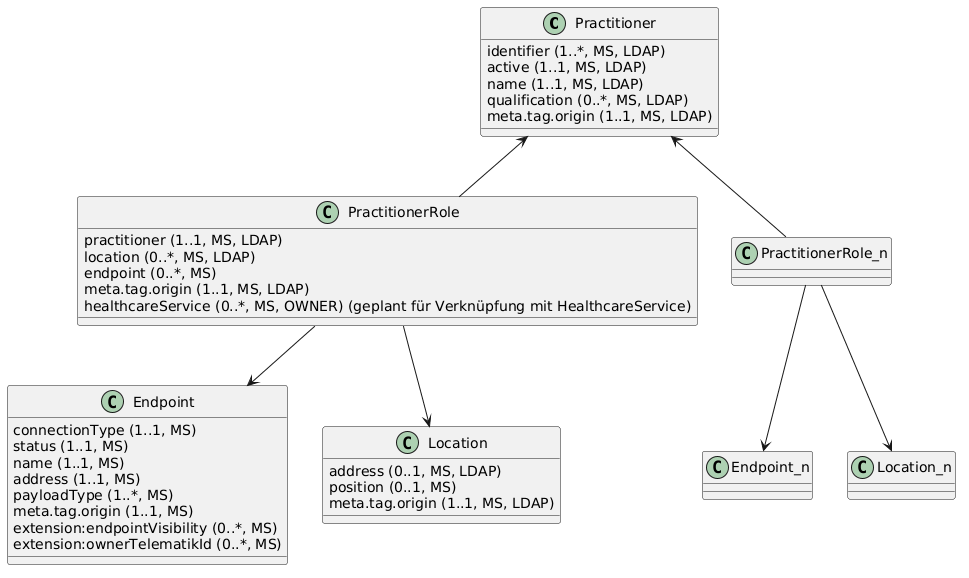 C Practitioner
identifier (1..*, MS, LDAP)
active (1..1, MS, LDAP)
name (1..1, MS, LDAP)
qualification (0..*, MS, LDAP)
meta.tag.origin (1..1, MS, LDAP)
C PractitionerRole
practitioner (1..1, MS, LDAP)
location (0..*, MS, LDAP)
endpoint (0..*, MS)
meta.tag.origin (1..1, MS, LDAP)
healthcareService (0..*, MS, OWNER) (geplant für Verknüpfung mit HealthcareService)
C PractitionerRole_n
C Endpoint
connectionType (1..1, MS)
status (1..1, MS)
name (1..1, MS)
address (1..1, MS)
payloadType (1..*, MS)
meta.tag.origin (1..1, MS)
extension:endpointVisibility (0..*, MS)
extension:ownerTelematikId (0..*, MS)
C Location
address (0..1, MS, LDAP)
position (0..1, MS)
meta.tag.origin (1..1, MS, LDAP)
C Endpoint_n
C Location_n